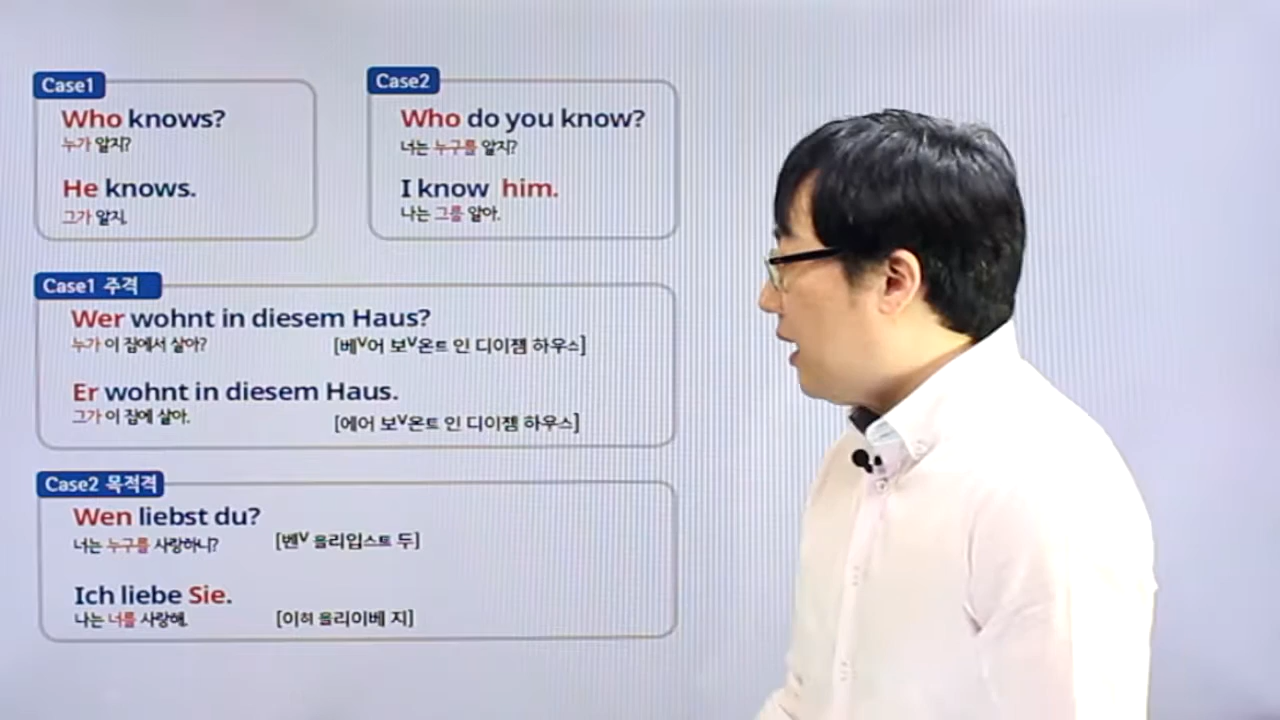 Case1
Who knows?
누가 알지?
He knows.
그가 알지.
Case2
Who do you know?
너는 누구를 알지?
I know him.
나는 그를 알아.
Case1 주격
Wer wohnt in diesem Haus?
누가 이 집에서 살아? [베V어 보V온트 인 디이젬 하우스]
Er wohnt in diesem Haus.
그가 이 집에 살아. [에어 보V온트 인 디이젬 하우스]
Case2 목적격
Wen liebst du?
너는 누구를 사랑하니? [벤V 을리입스트 두]
Ich liebe Sie.
나는 너를 사랑해. [이혀 을리이베 지]